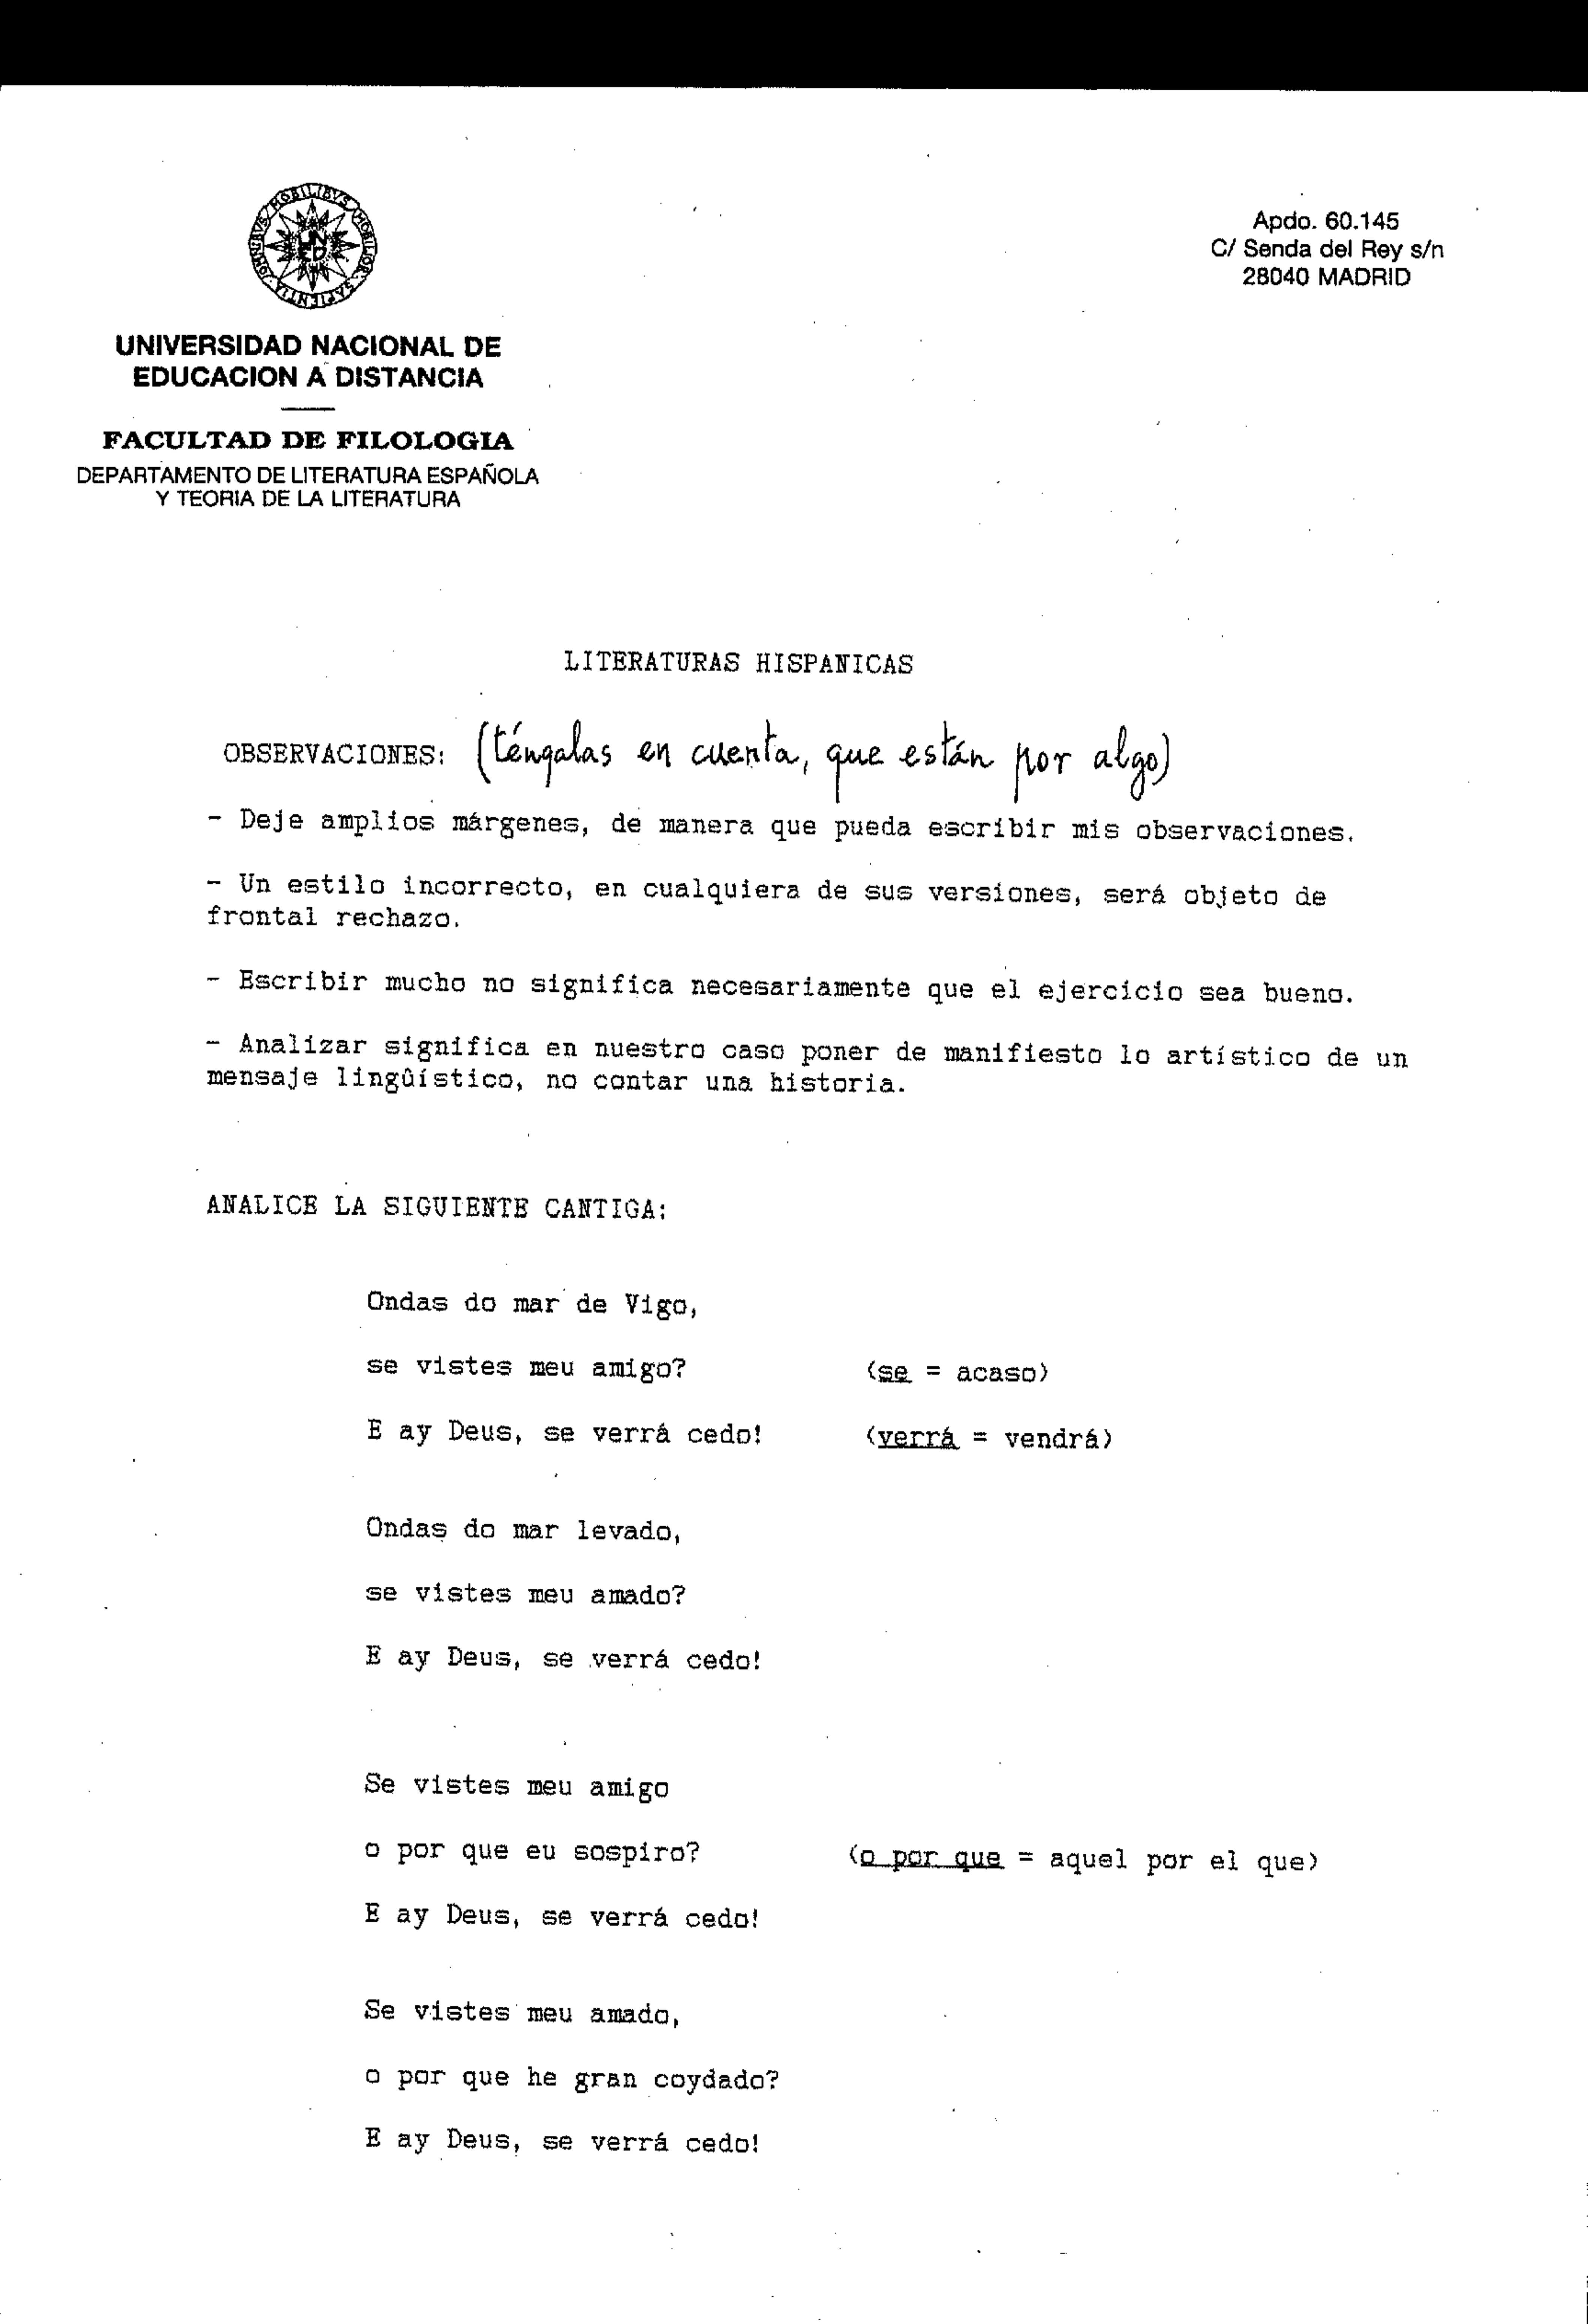 OMNIBVS MOBILIBVS MOBILIOR SAPIENTIA
UNED
Apdo. 60.145
C/ Senda del Rey s/n
28040 MADRID
UNIVERSIDAD NACIONAL DE
EDUCACION A DISTANCIA
FACULTAD DE FILOLOGIA
DEPARTAMENTO DE LITERATURA ESPAÑOLA
Y TEORIA DE LA LITERATURA
LITERATURAS HISPANICAS
OBSERVACIONES: (téngalas en cuenta, que están por algo)
- Deje amplios márgenes, de manera que pueda escribir mis observaciones.
- Un estilo incorrecto, en cualquiera de sus versiones, será objeto de
frontal rechazo.
- Escribir mucho no significa necesariamente que el ejercicio sea bueno.
- Analizar significa en nuestro caso poner de manifiesto lo artístico de un
mensaje lingûístico, no contar una historia.
ANALICE LA SIGUIENTE CANTIGA:
Ondas do mar de Vigo,
se vistes meu amigo? (se = acaso)
E ay Deus, se verrá cedo! (verrá = vendrá)
Ondas do mar levado,
se vistes meu amado?
E ay Deus, se verrá cedo!
Se vistes meu amigo
o por que eu sospiro? (o por que = aquel por el que)
E ay Deus, se verrá cedo!
Se vistes meu amado,
o por que he gran coydado?
E ay Deus, se verrá cedo!